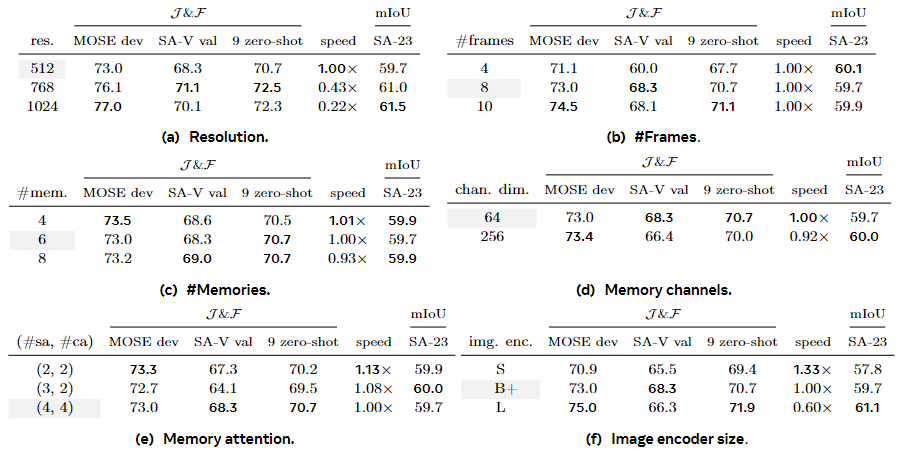 J&F mIoU
res. MOSE dev SA-V val 9 zero-shot speed SA-23
512 73.0 68.3 70.7 1.00× 59.7
768 76.1 71.1 72.5 0.43× 61.0
1024 77.0 70.1 72.3 0.22× 61.5
(a) Resolution.
J&F mIoU
#frames MOSE dev SA-V val 9 zero-shot speed SA-23
4 71.1 60.0 67.7 1.00× 60.1
8 73.0 68.3 70.7 1.00× 59.7
10 74.5 68.1 71.1 1.00× 59.9
(b) #Frames.
J&F mIoU
#mem. MOSE dev SA-V val 9 zero-shot speed SA-23
4 73.5 68.6 70.5 1.01× 59.9
6 73.0 68.3 70.7 1.00× 59.7
8 73.2 69.0 70.7 0.93× 59.9
(c) #Memories.
J&F mIoU
chan. dim. MOSE dev SA-V val 9 zero-shot speed SA-23
64 73.0 68.3 70.7 1.00× 59.7
256 73.4 66.4 70.0 0.92× 60.0
(d) Memory channels.
J&F mIoU
(#sa, #ca) MOSE dev SA-V val 9 zero-shot speed SA-23
(2, 2) 73.3 67.3 70.2 1.13× 59.9
(3, 2) 72.7 64.1 69.5 1.08× 60.0
(4, 4) 73.0 68.3 70.7 1.00× 59.7
(e) Memory attention.
J&F mIoU
img. enc. MOSE dev SA-V val 9 zero-shot speed SA-23
S 70.9 65.5 69.4 1.33× 57.8
B+ 73.0 68.3 70.7 1.00× 59.7
L 75.0 66.3 71.9 0.60× 61.1
(f) Image encoder size.